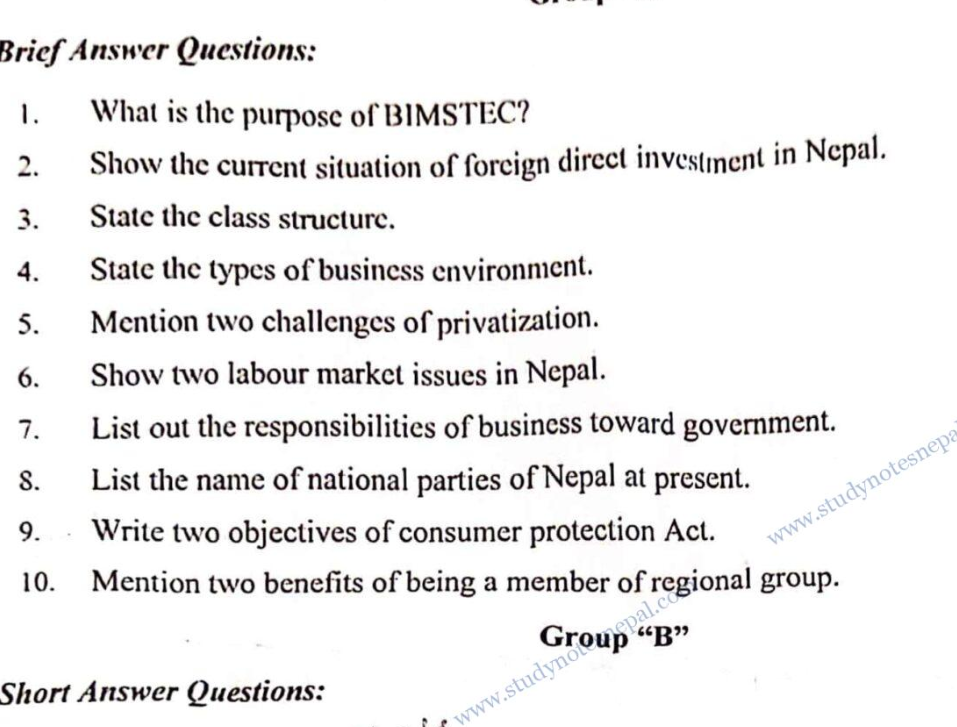 Brief Answer Questions:
1. What is the purpose of BIMSTEC?
2. Show the current situation of foreign direct investment in Nepal.
3. State the class structure.
4. State the types of business environment.
5. Mention two challenges of privatization.
6. Show two labour market issues in Nepal.
7. List out the responsibilities of business toward government.
8. List the name of national parties of Nepal at present.
www.studynotesnepa
9. Write two objectives of consumer protection Act.
10. Mention two benefits of being a member of regional group.
Group “B”
www.studynotesnepal.com
Short Answer Questions: